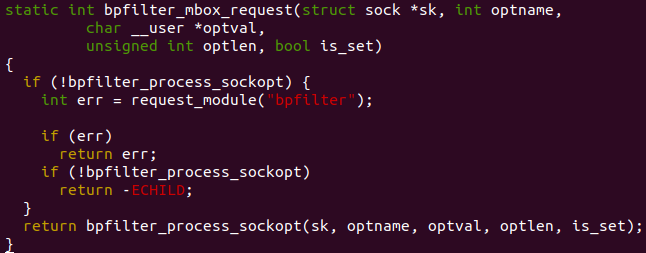 static int bpfilter_mbox_request(struct sock *sk, int optname,
         char __user *optval,
         unsigned int optlen, bool is_set)
{
  if (!bpfilter_process_sockopt) {
    int err = request_module("bpfilter");

    if (err)
      return err;
    if (!bpfilter_process_sockopt)
      return -ECHILD;
  }
  return bpfilter_process_sockopt(sk, optname, optval, optlen, is_set);
}